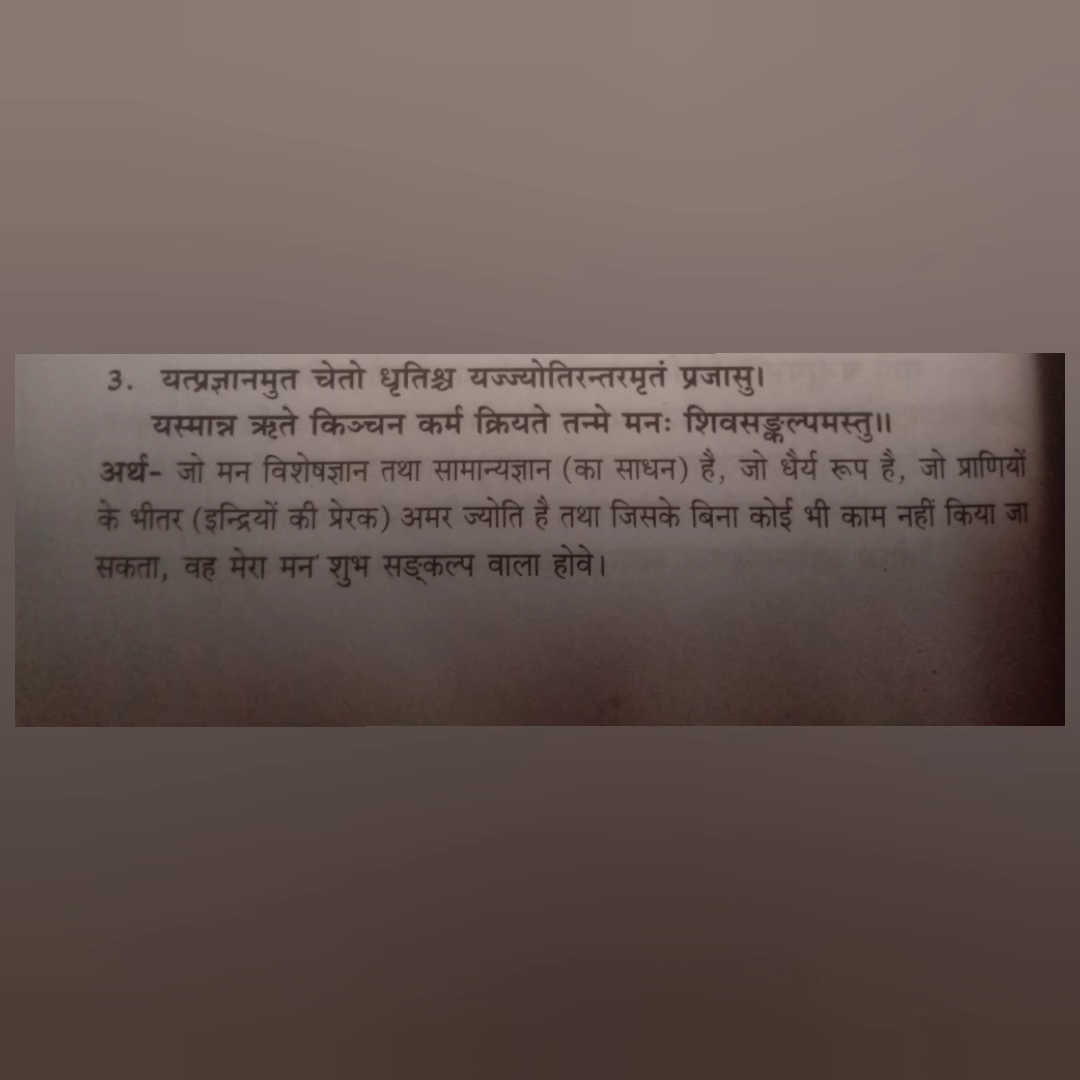 3. यत्प्रज्ञानमुत चेतो धृतिश्च यज्ज्योतिरन्तरमृतं प्रजासु।
यस्मान्न ऋते किञ्चन कर्म क्रियते तन्मे मनः शिवसङ्कल्पमस्तु॥
अर्थ- जो मन विशेषज्ञान तथा सामान्यज्ञान (का साधन) है, जो धैर्य रूप है, जो प्राणियों
के भीतर (इन्द्रियों की प्रेरक) अमर ज्योति है तथा जिसके बिना कोई भी काम नहीं किया जा
सकता, वह मेरा मन शुभ सङ्कल्प वाला होवे।